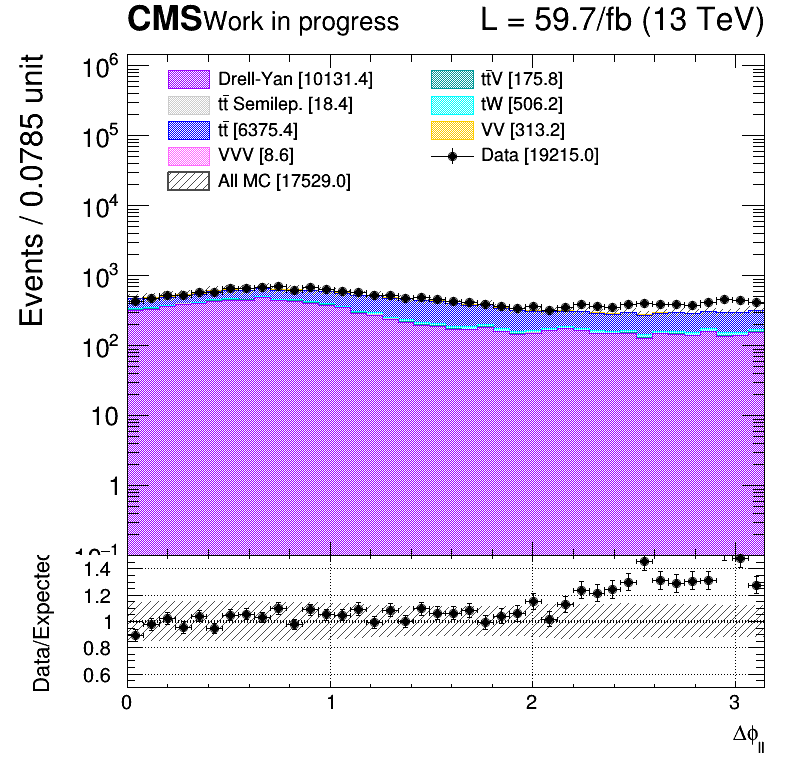 CMS Work in progress L = 59.7/fb (13 TeV)
Events / 0.0785 unit
10⁶
10⁵
10⁴
10³
10²
10
1
10⁻¹
Drell-Yan [10131.4]
tt̄ Semilep. [18.4]
tt̄ [6375.4]
VVV [8.6]
All MC [17529.0]
tt̄V [175.8]
tW [506.2]
VV [313.2]
Data [19215.0]
Data/Expected
1.4
1.2
1
0.8
0.6
0 1 2 3
Δϕ_ll